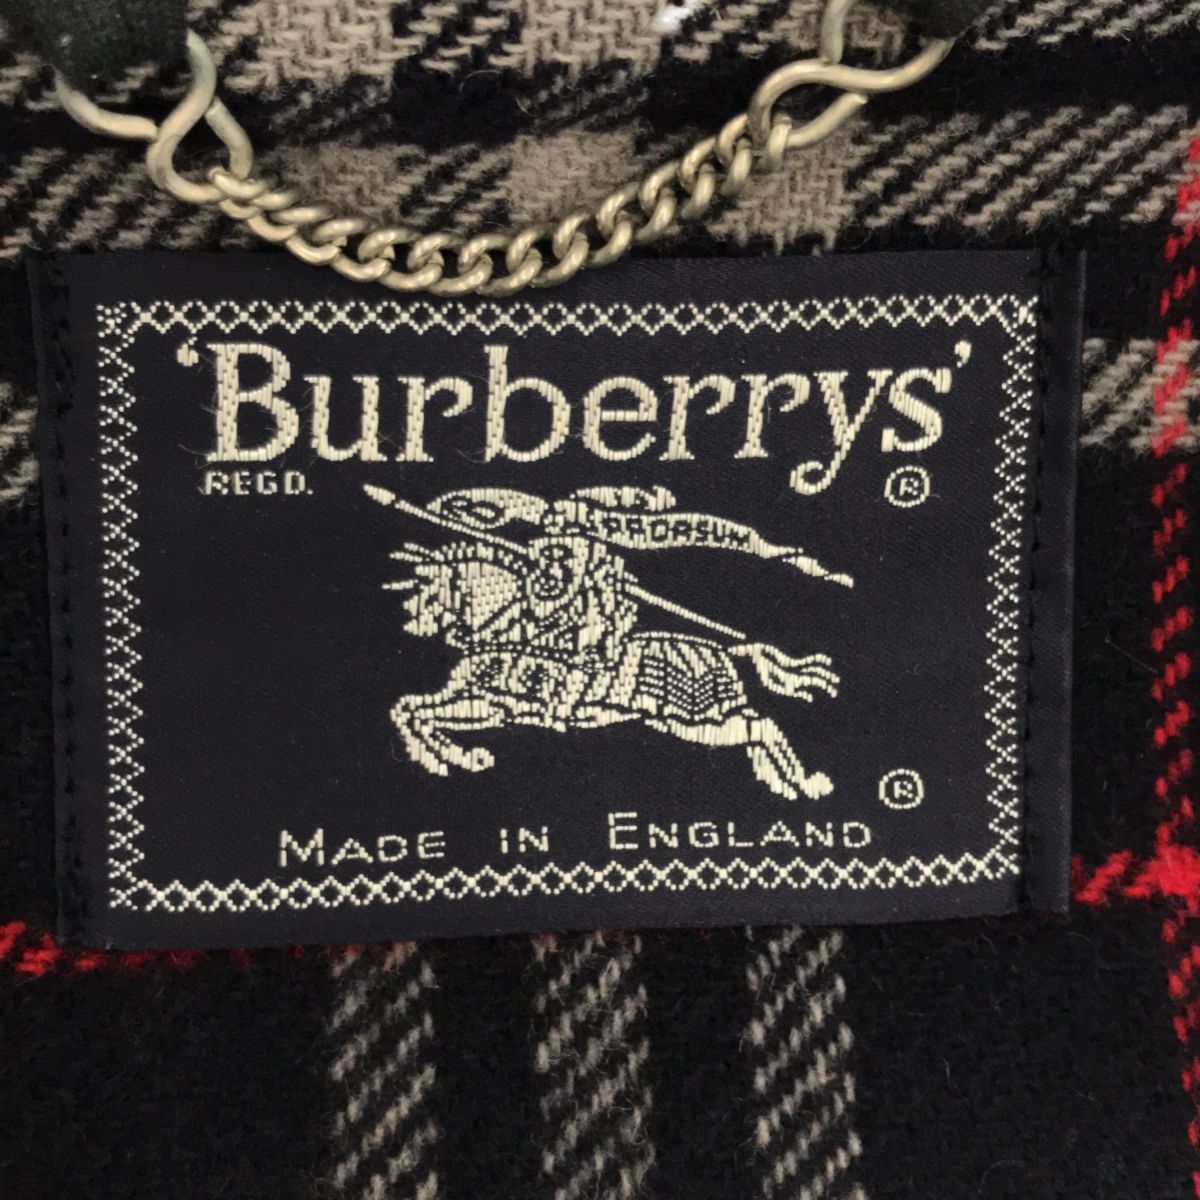 'Burberrys'
REGD. ®
PRORSUM
®
MADE IN ENGLAND